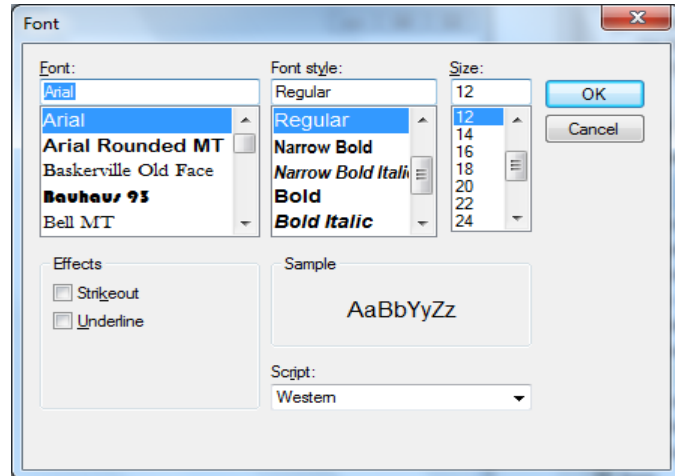 Font
Font:
Arial
Arial
Arial Rounded MT
Baskerville Old Face
Bauhaus 93
Bell MT
Font style:
Regular
Regular
Narrow Bold
Narrow Bold Itali
Bold
Bold Italic
Size:
12
12
14
16
18
20
22
24
OK
Cancel
Effects
Strikeout
Underline
Sample
AaBbYyZz
Script:
Western